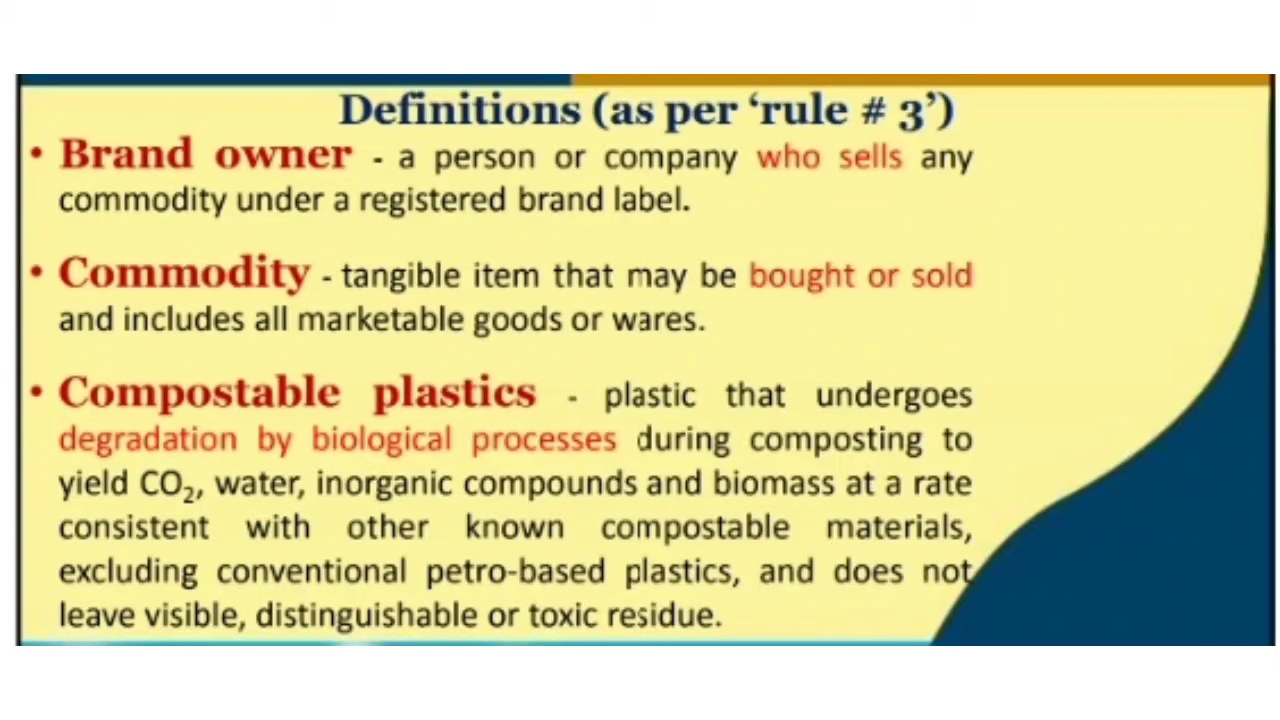 Definitions (as per ‘rule # 3’)
• Brand owner - a person or company who sells any
commodity under a registered brand label.
• Commodity - tangible item that may be bought or sold
and includes all marketable goods or wares.
• Compostable plastics - plastic that undergoes
degradation by biological processes during composting to
yield CO₂, water, inorganic compounds and biomass at a rate
consistent with other known compostable materials,
excluding conventional petro-based plastics, and does not
leave visible, distinguishable or toxic residue.